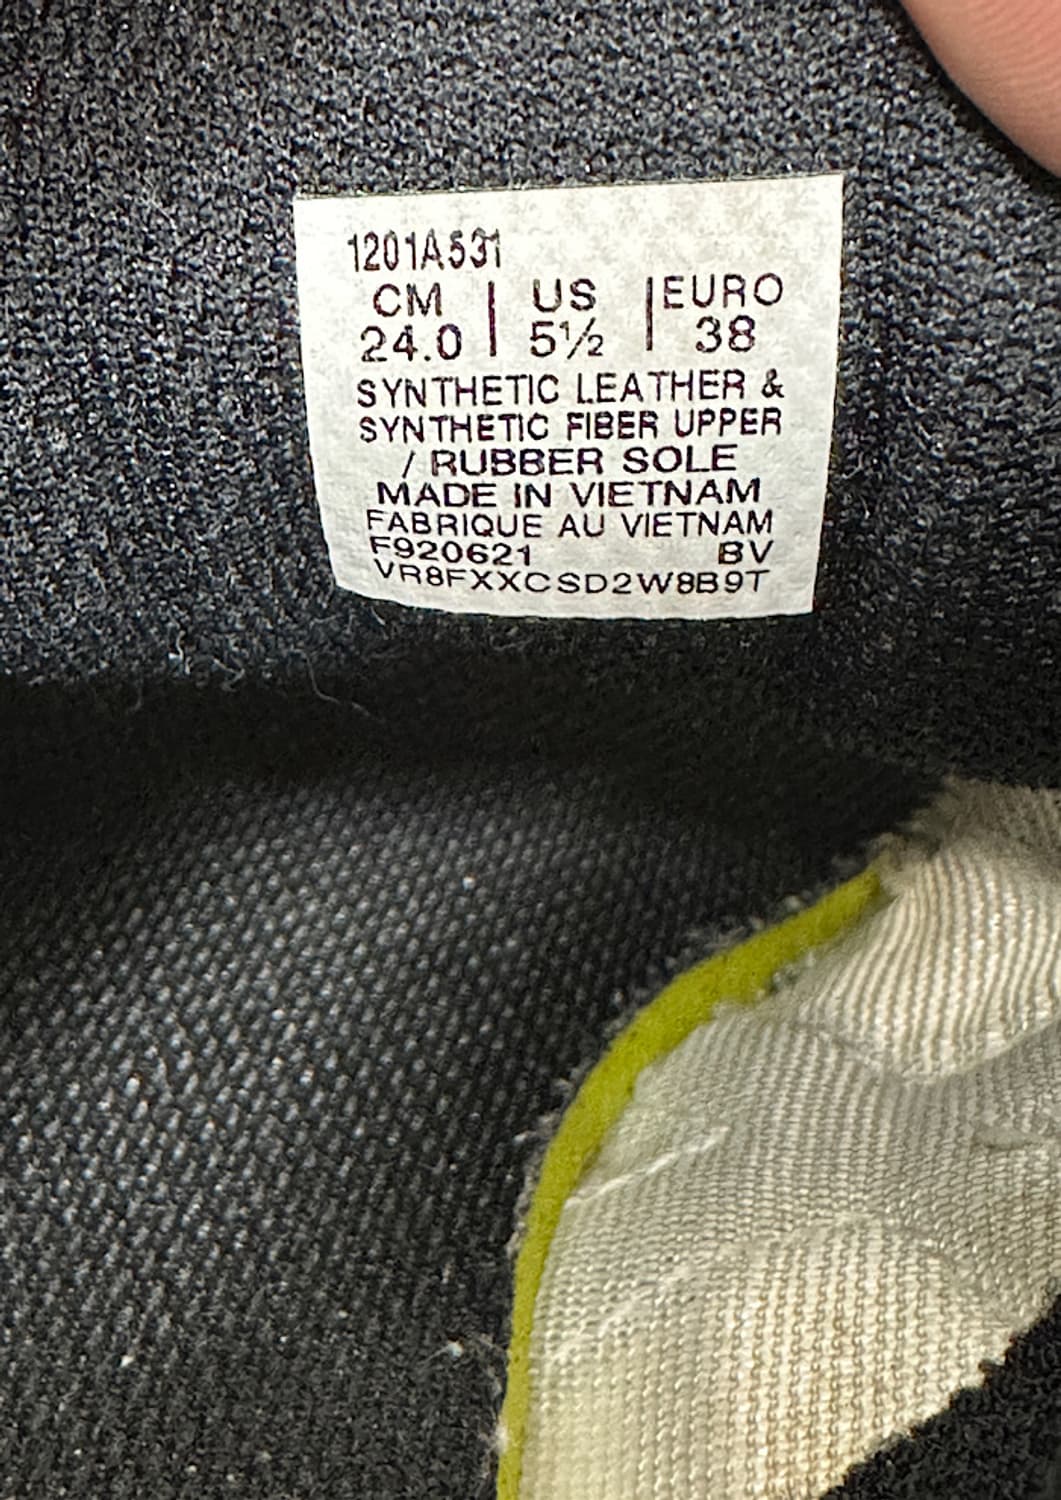 1201A531
CM | US | EURO
24.0 | 5½ | 38
SYNTHETIC LEATHER &
SYNTHETIC FIBER UPPER
/ RUBBER SOLE
MADE IN VIETNAM
FABRIQUE AU VIETNAM
F920621 BV
VR8FXXCSD2W8B9T